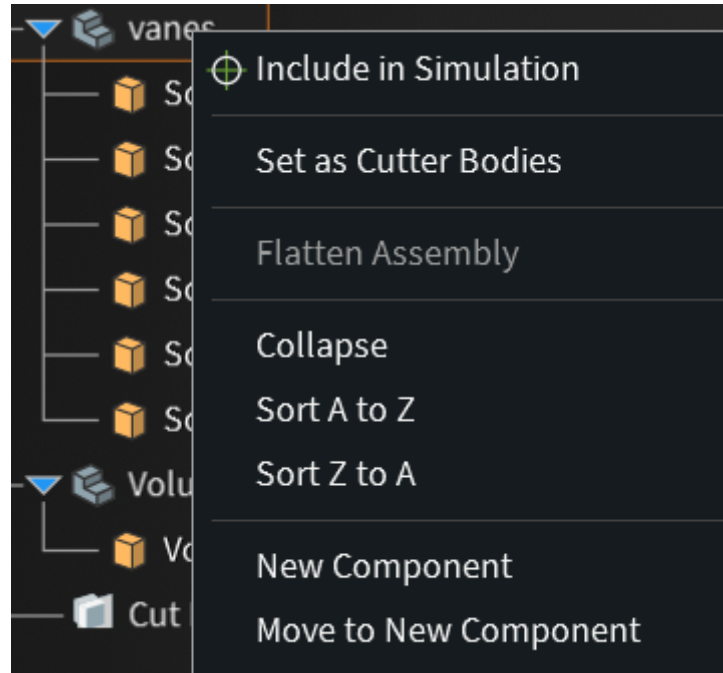 vanes
Include in Simulation
Set as Cutter Bodies
Flatten Assembly
Collapse
Sort A to Z
Sort Z to A
Cut
New Component
Move to New Component